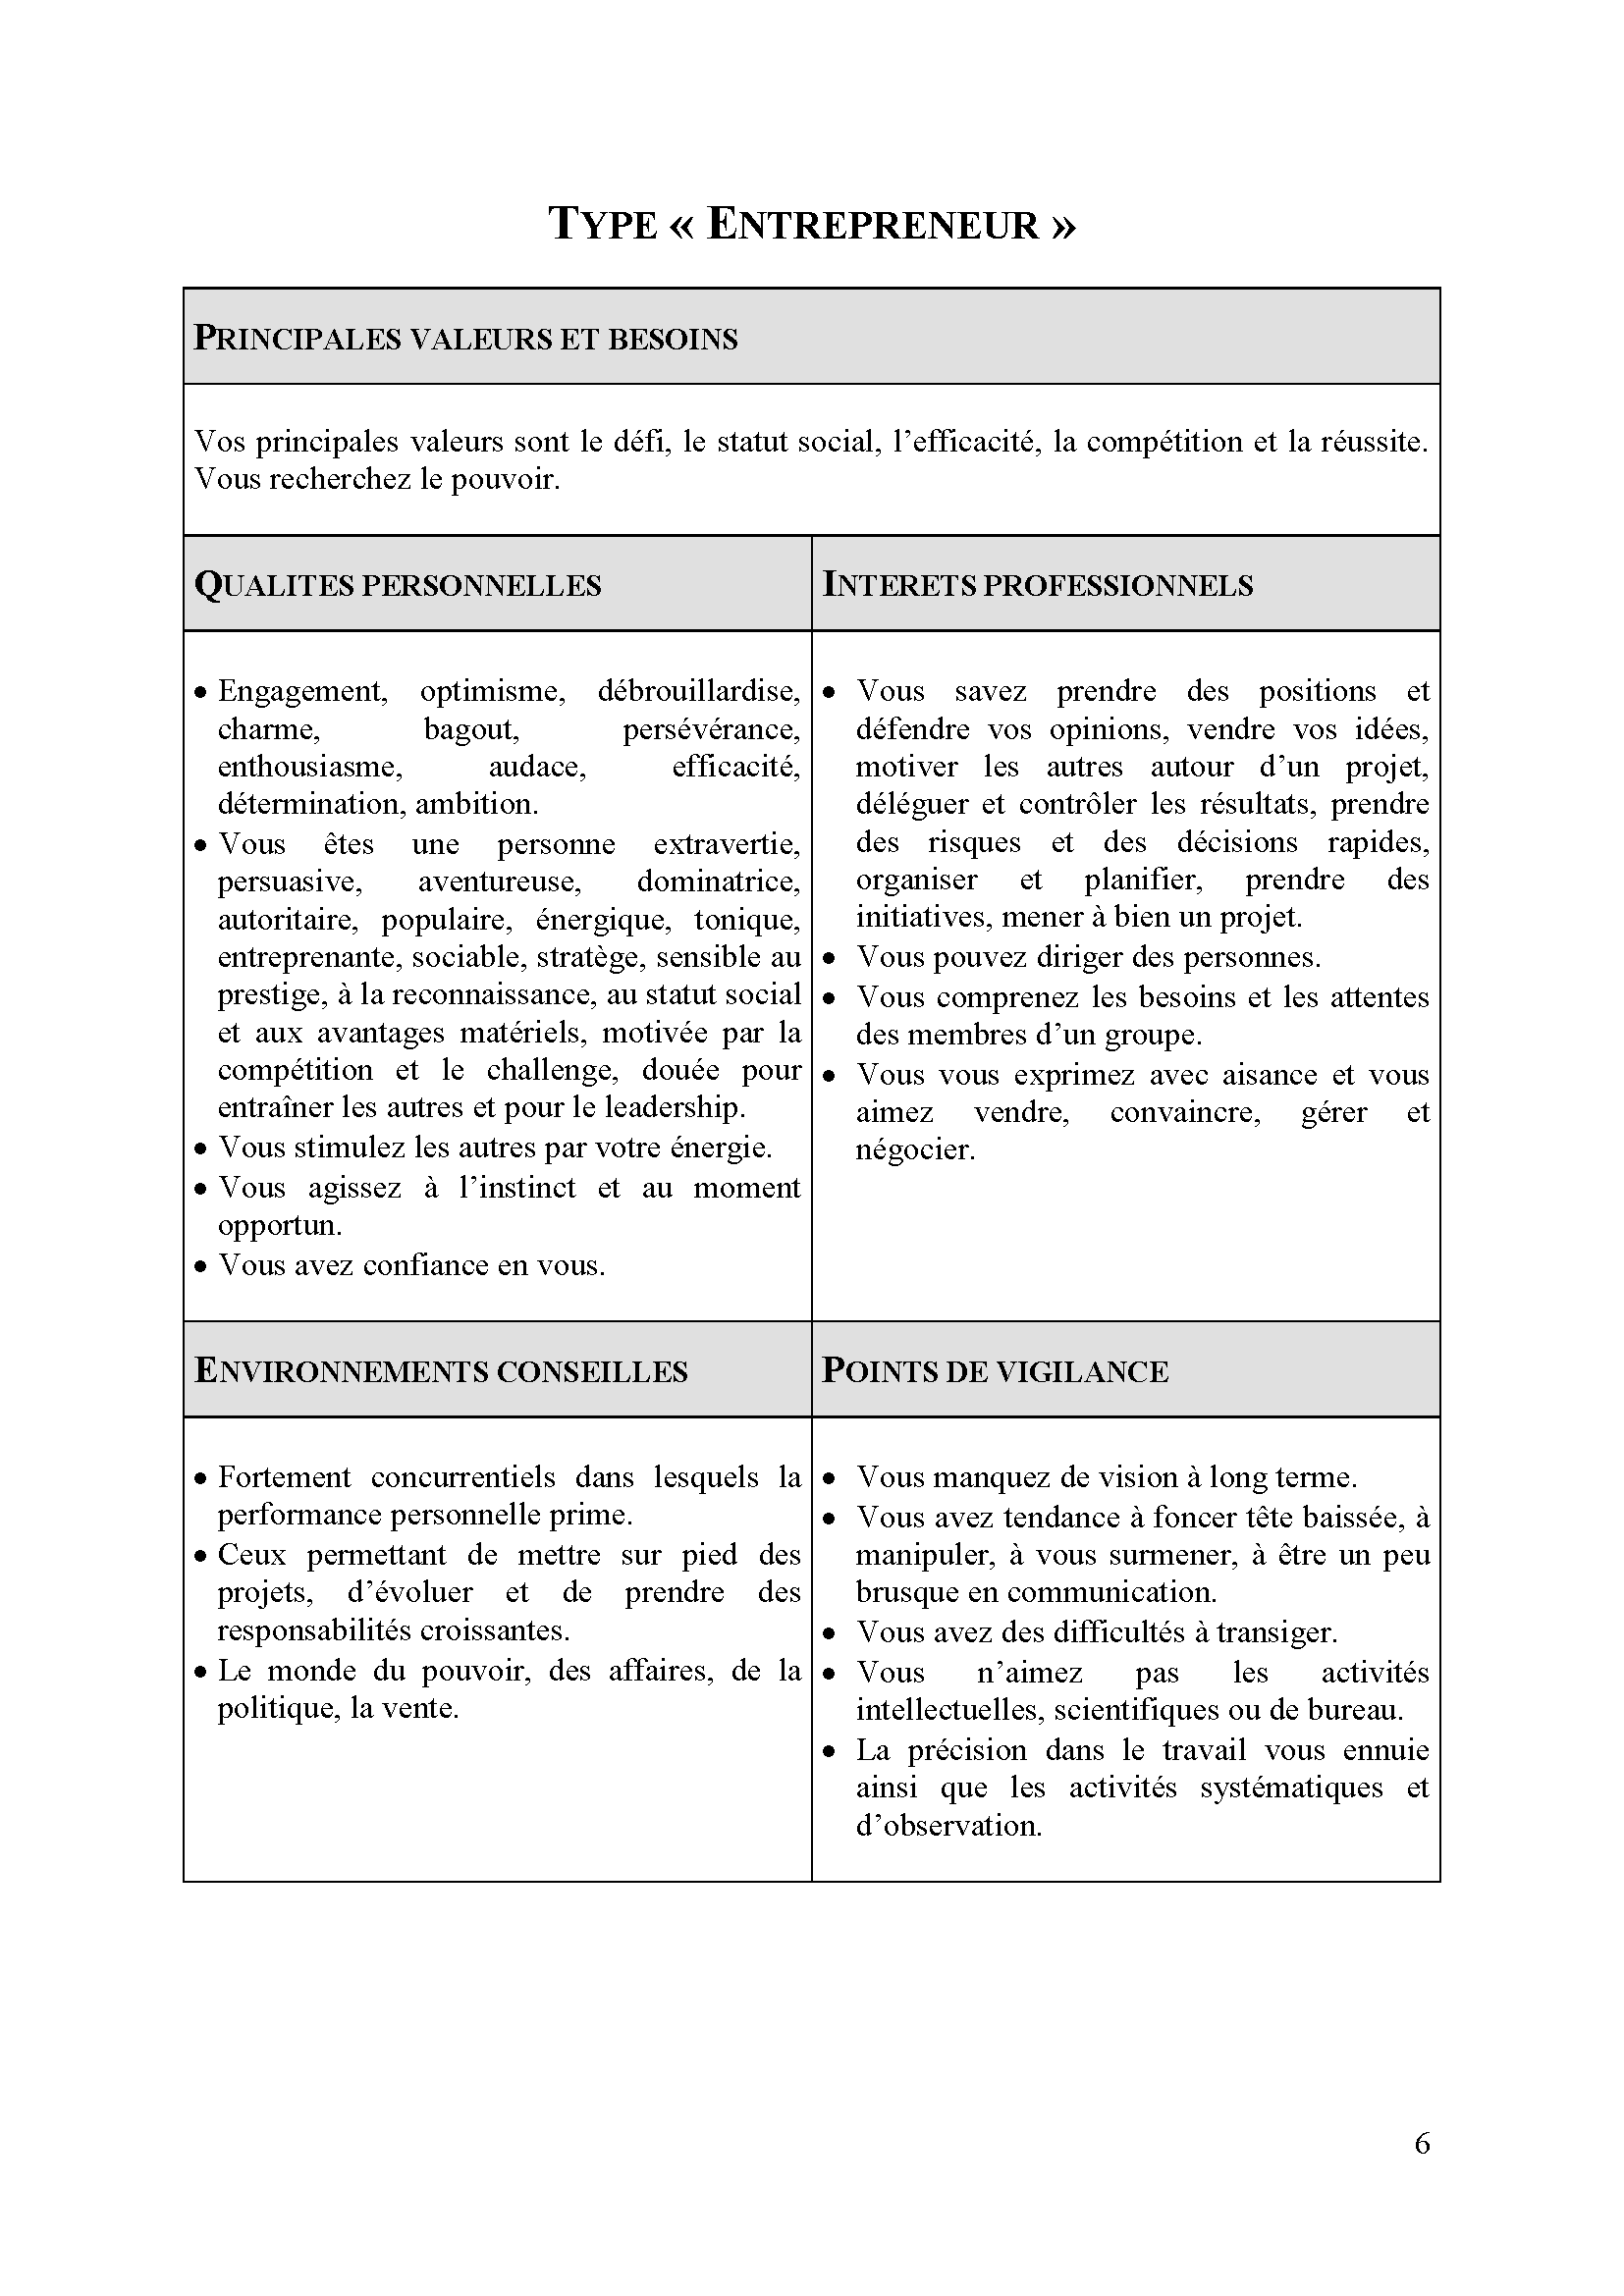 TYPE « ENTREPRENEUR »
PRINCIPALES VALEURS ET BESOINS
Vos principales valeurs sont le défi, le statut social, l’efficacité, la compétition et la réussite.
Vous recherchez le pouvoir.
QUALITES PERSONNELLES
• Engagement, optimisme, débrouillardise,
charme, bagout, persévérance,
enthousiasme, audace, efficacité,
détermination, ambition.
• Vous êtes une personne extravertie,
persuasive, aventureuse, dominatrice,
autoritaire, populaire, énergique, tonique,
entreprenante, sociable, stratège, sensible au
prestige, à la reconnaissance, au statut social
et aux avantages matériels, motivée par la
compétition et le challenge, douée pour
entraîner les autres et pour le leadership.
• Vous stimulez les autres par votre énergie.
• Vous agissez à l’instinct et au moment
opportun.
• Vous avez confiance en vous.
INTERETS PROFESSIONNELS
• Vous savez prendre des positions et
défendre vos opinions, vendre vos idées,
motiver les autres autour d’un projet,
déléguer et contrôler les résultats, prendre
des risques et des décisions rapides,
organiser et planifier, prendre des
initiatives, mener à bien un projet.
• Vous pouvez diriger des personnes.
• Vous comprenez les besoins et les attentes
des membres d’un groupe.
• Vous vous exprimez avec aisance et vous
aimez vendre, convaincre, gérer et
négocier.
ENVIRONNEMENTS CONSEILLES
• Fortement concurrentiels dans lesquels la
performance personnelle prime.
• Ceux permettant de mettre sur pied des
projets, d’évoluer et de prendre des
responsabilités croissantes.
• Le monde du pouvoir, des affaires, de la
politique, la vente.
POINTS DE VIGILANCE
• Vous manquez de vision à long terme.
• Vous avez tendance à foncer tête baissée, à
manipuler, à vous surmener, à être un peu
brusque en communication.
• Vous avez des difficultés à transiger.
• Vous n’aimez pas les activités
intellectuelles, scientifiques ou de bureau.
• La précision dans le travail vous ennuie
ainsi que les activités systématiques et
d’observation.
6